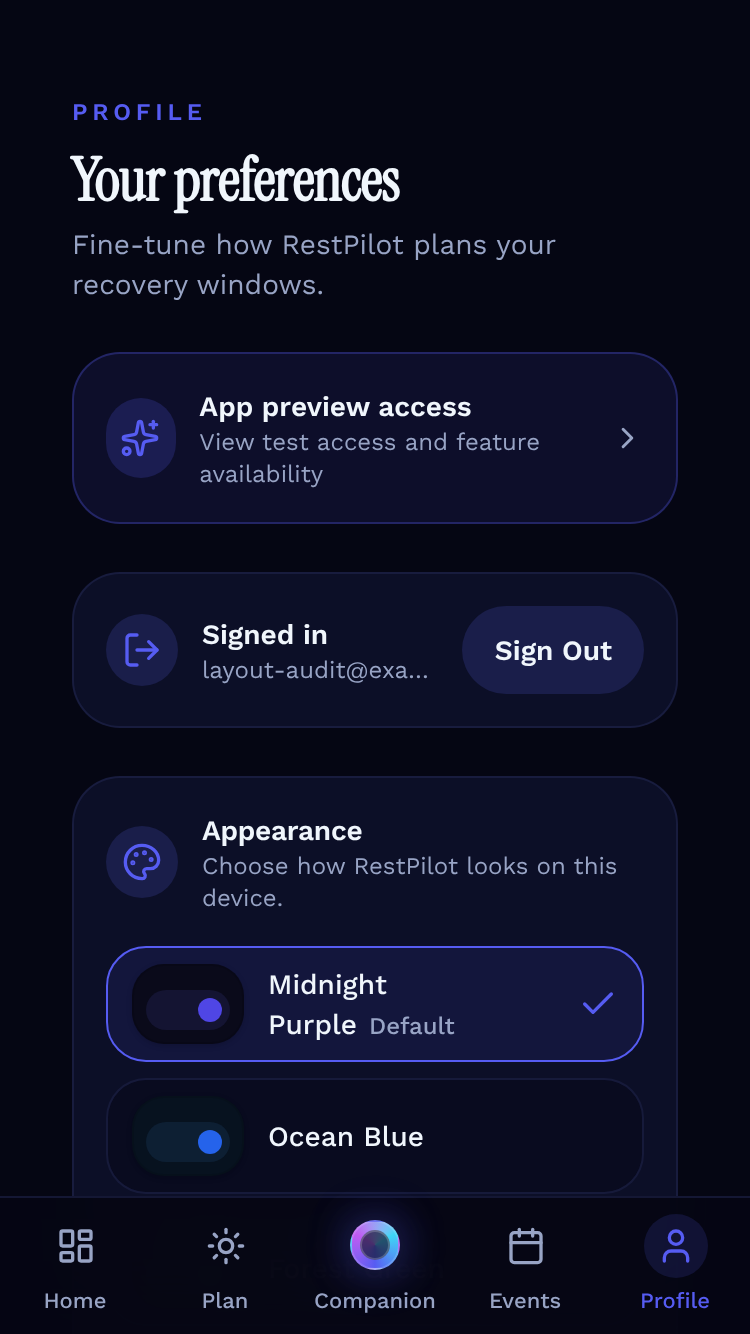 PROFILE
Your preferences
Fine-tune how RestPilot plans your
recovery windows.
App preview access
View test access and feature
availability
Signed in
layout-audit@exa...
Sign Out
Appearance
Choose how RestPilot looks on this
device.
Midnight
Purple Default
Ocean Blue
Home
Plan
Companion
Events
Profile